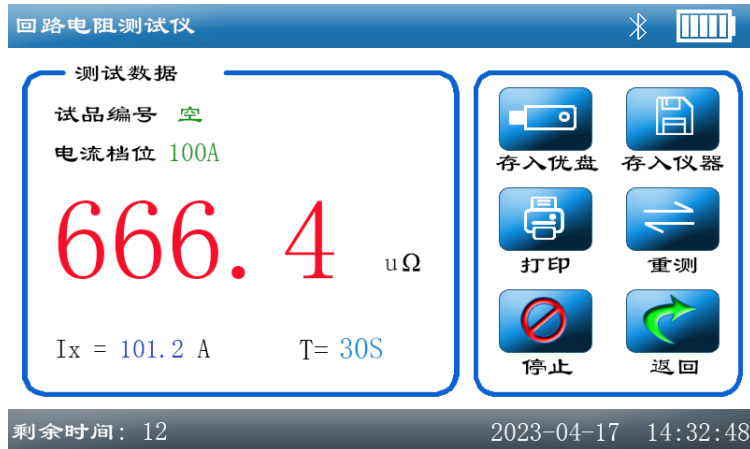 回路电阻测试仪
测试数据
试品编号 空
电流档位 100A
666.4 uΩ
Ix = 101.2 A T= 30S
存入优盘 存入仪器
打印 重测
停止 返回
剩余时间: 12 2023-04-17 14:32:48